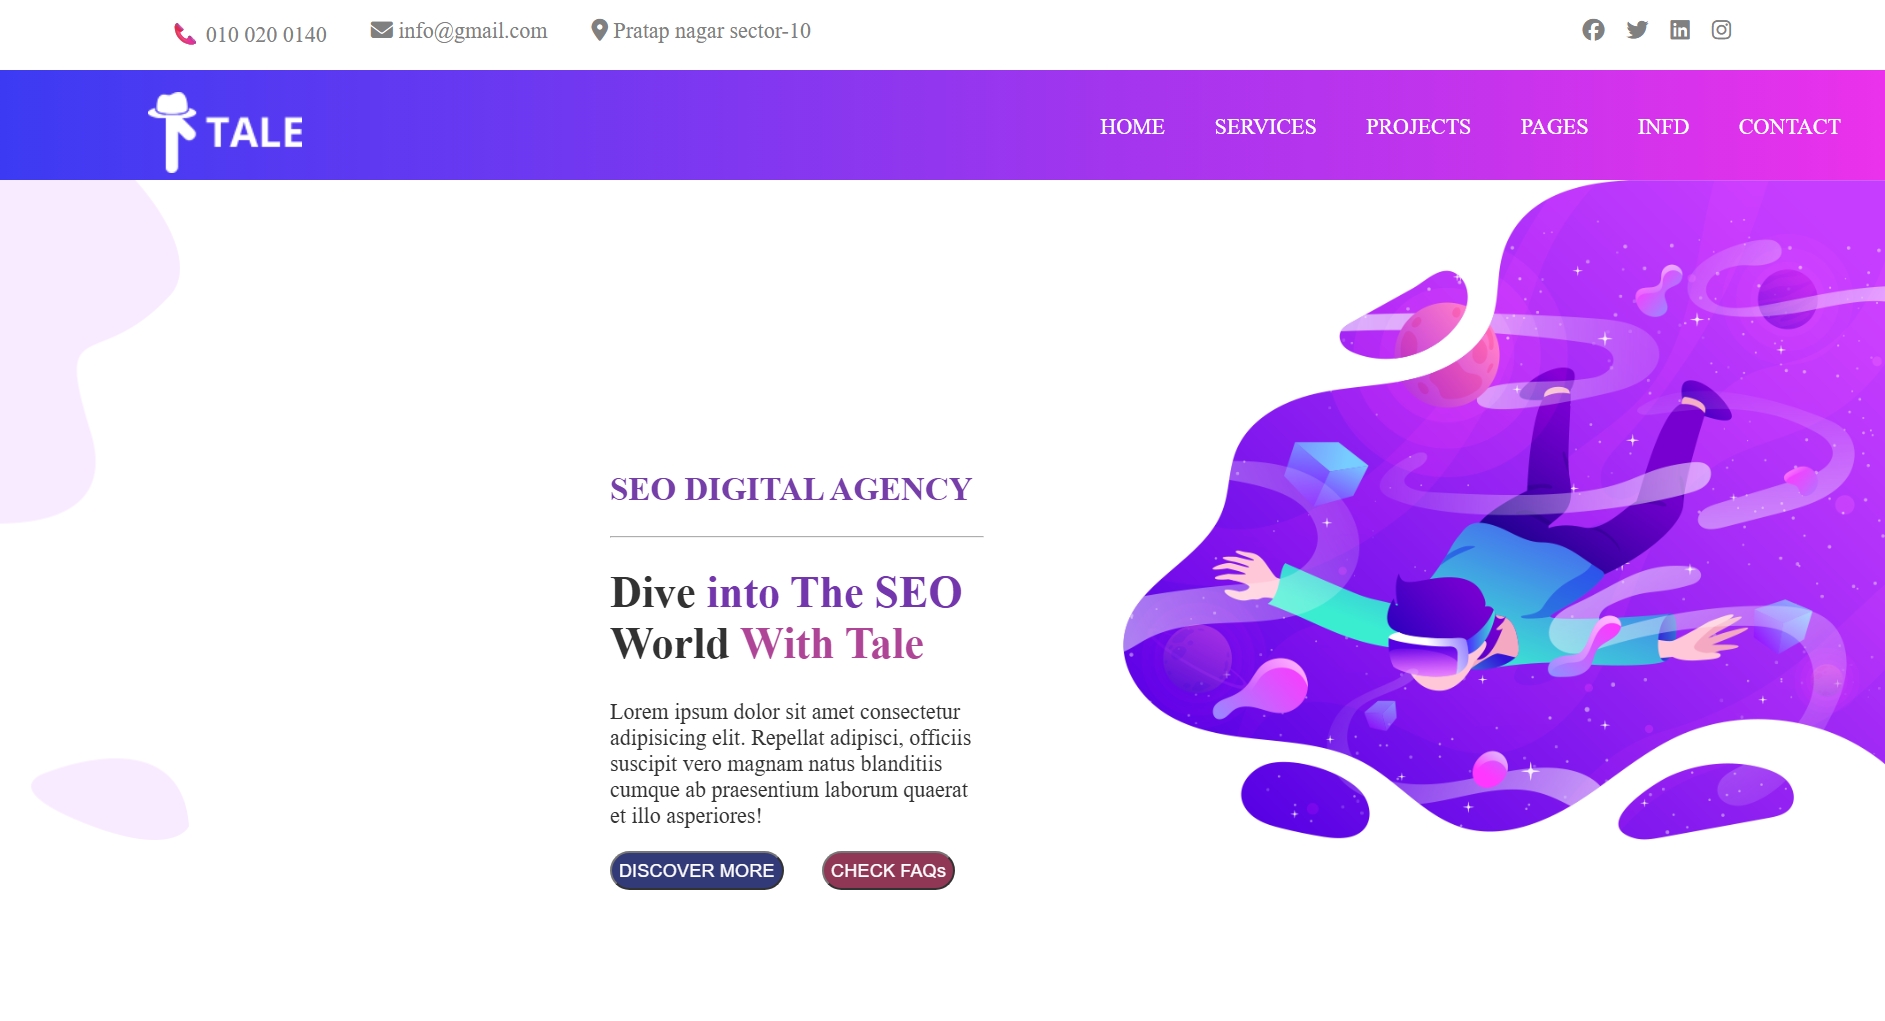 010 020 0140
info@gmail.com
Pratap nagar sector-10
TALE
HOME
SERVICES
PROJECTS
PAGES
INFD
CONTACT
SEO DIGITAL AGENCY
Dive into The SEO
World With Tale
Lorem ipsum dolor sit amet consectetur
adipisicing elit. Repellat adipisci, officiis
suscipit vero magnam natus blanditiis
cumque ab praesentium laborum quaerat
et illo asperiores!
DISCOVER MORE
CHECK FAQs